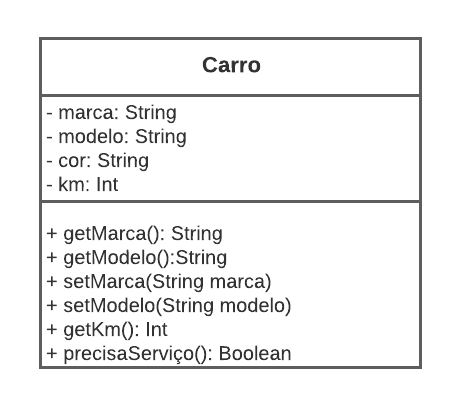 Carro
- marca: String
- modelo: String
- cor: String
- km: Int
+ getMarca(): String
+ getModelo():String
+ setMarca(String marca)
+ setModelo(String modelo)
+ getKm(): Int
+ precisaServiço(): Boolean